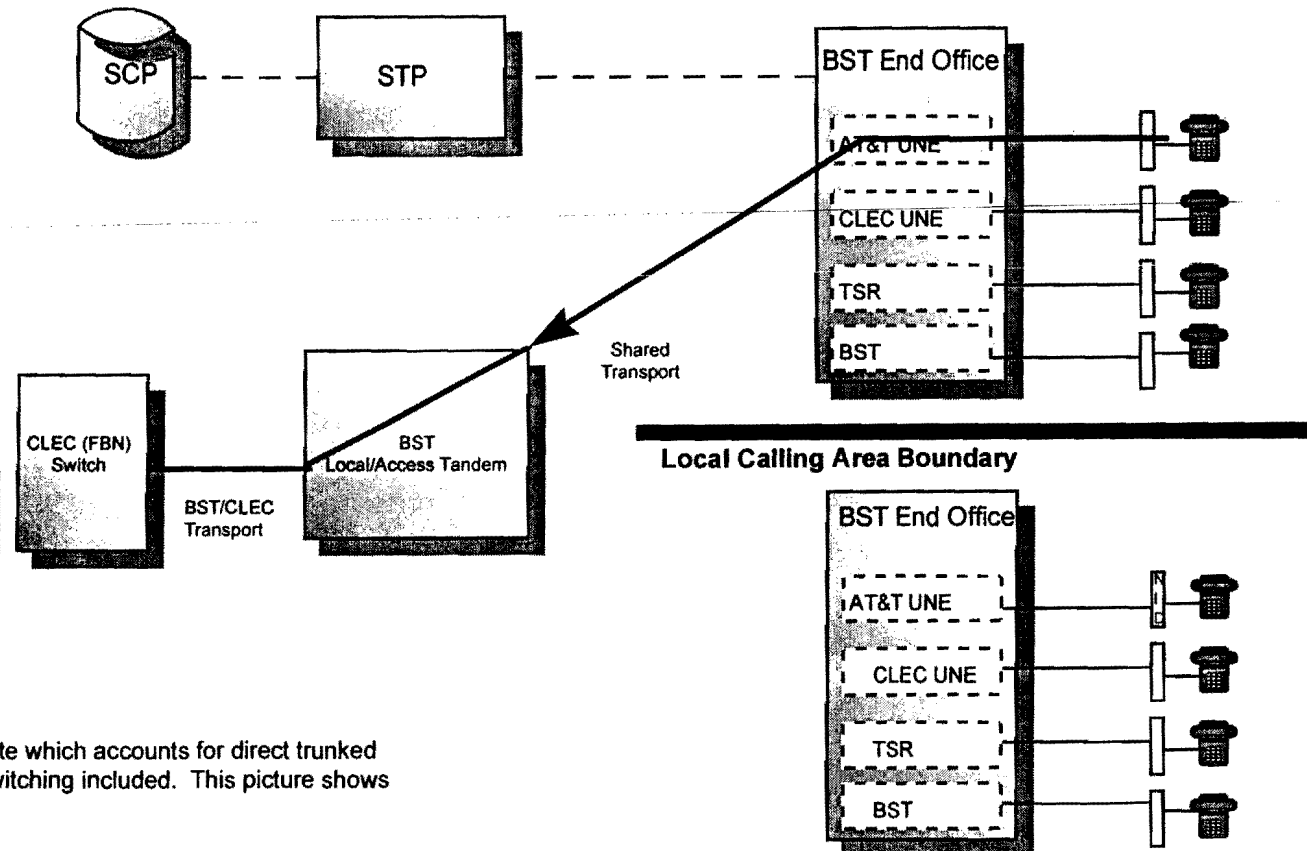 SCP
STP
BST End Office
AT&T UNE
CLEC UNE
TSR
BST
Shared
Transport
CLEC (FBN)
Switch
BST
Local/Access Tandem
BST/CLEC
Transport
Local Calling Area Boundary
BST End Office
AT&T UNE
NID
CLEC UNE
TSR
BST
te which accounts for direct trunked
vitching included. This picture shows